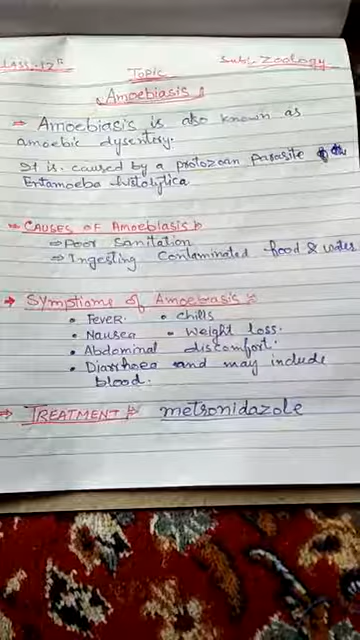 CLASS-12th Sub:- Zoology
Topic
Amoebiasis
⇒ Amoebiasis is also known as
amoebic dysentery.
It is caused by a protozoan parasite
Entamoeba histolytica
⇒ CAUSES OF Amoebiasis
⇒ Poor Sanitation
⇒ Ingesting Contaminated food & water
→ Symptioms of Amoebasis :-
• Fever. • chills
• Nausea • Weight loss.
• Abdominal discomfort.
• Diarrhoea and may include
blood.
⇒ TREATMENT metronidazole